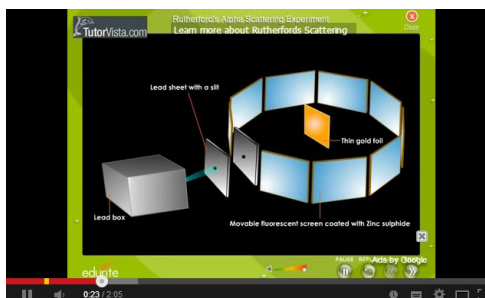 TutorVista.com
Rutherford's Alpha Scattering Experiment
Learn more about Rutherfords Scattering
Close
Lead sheet with a slit
Thin gold foil
Lead box
Movable fluorescent screen coated with Zinc sulphide
PAUSE
Ads by Google
edurite
0:23 / 2:05